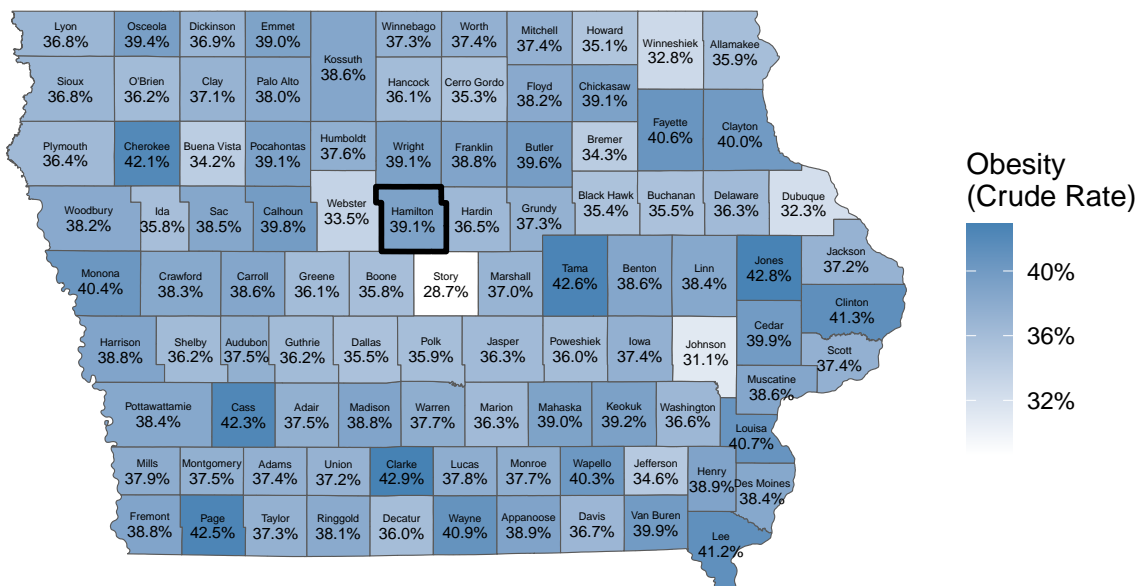 Lyon
36.8%
Osceola
39.4%
Dickinson
36.9%
Emmet
39.0%
Kossuth
38.6%
Winnebago
37.3%
Worth
37.4%
Mitchell
37.4%
Howard
35.1%
Winneshiek
32.8%
Allamakee
35.9%
Sioux
36.8%
O'Brien
36.2%
Clay
37.1%
Palo Alto
38.0%
Hancock
36.1%
Cerro Gordo
35.3%
Floyd
38.2%
Chickasaw
39.1%
Fayette
40.6%
Clayton
40.0%
Plymouth
36.4%
Cherokee
42.1%
Buena Vista
34.2%
Pocahontas
39.1%
Humboldt
37.6%
Wright
39.1%
Franklin
38.8%
Butler
39.6%
Bremer
34.3%
Woodbury
38.2%
Ida
35.8%
Sac
38.5%
Calhoun
39.8%
Webster
33.5%
Hamilton
39.1%
Hardin
36.5%
Grundy
37.3%
Black Hawk
35.4%
Buchanan
35.5%
Delaware
36.3%
Dubuque
32.3%
Monona
40.4%
Crawford
38.3%
Carroll
38.6%
Greene
36.1%
Boone
35.8%
Story
28.7%
Marshall
37.0%
Tama
42.6%
Benton
38.6%
Linn
38.4%
Jones
42.8%
Jackson
37.2%
Clinton
41.3%
Harrison
38.8%
Shelby
36.2%
Audubon
37.5%
Guthrie
36.2%
Dallas
35.5%
Polk
35.9%
Jasper
36.3%
Poweshiek
36.0%
Iowa
37.4%
Johnson
31.1%
Cedar
39.9%
Scott
37.4%
Muscatine
38.6%
Pottawattamie
38.4%
Cass
42.3%
Adair
37.5%
Madison
38.8%
Warren
37.7%
Marion
36.3%
Mahaska
39.0%
Keokuk
39.2%
Washington
36.6%
Louisa
40.7%
Mills
37.9%
Montgomery
37.5%
Adams
37.4%
Union
37.2%
Clarke
42.9%
Lucas
37.8%
Monroe
37.7%
Wapello
40.3%
Jefferson
34.6%
Henry
38.9%
Des Moines
38.4%
Fremont
38.8%
Page
42.5%
Taylor
37.3%
Ringgold
38.1%
Decatur
36.0%
Wayne
40.9%
Appanoose
38.9%
Davis
36.7%
Van Buren
39.9%
Lee
41.2%
Obesity
(Crude Rate)
40%
36%
32%